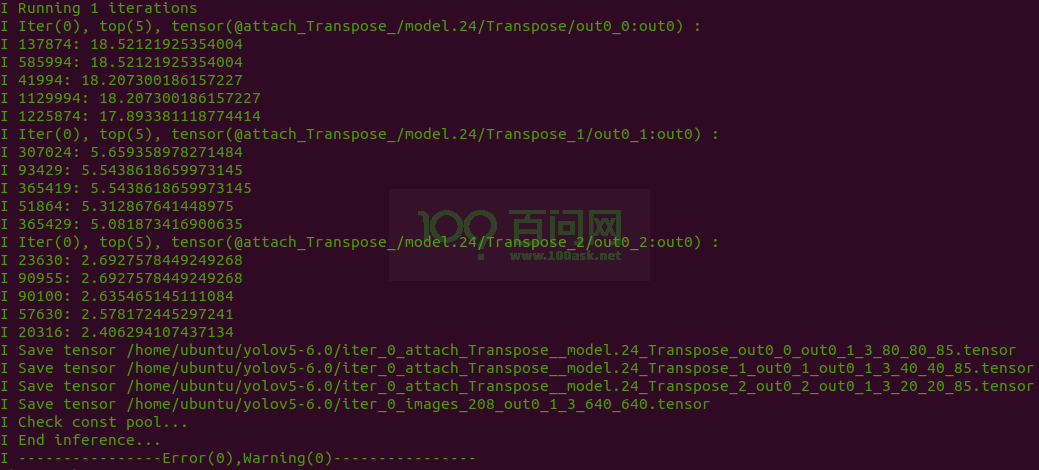 I Running 1 iterations
I Iter(0), top(5), tensor(@attach_Transpose_/model.24/Transpose/out0_0:out0) :
I 137874: 18.52121925354004
I 585994: 18.52121925354004
I 41994: 18.207300186157227
I 1129994: 18.207300186157227
I 1225874: 17.893381118774414
I Iter(0), top(5), tensor(@attach_Transpose_/model.24/Transpose_1/out0_1:out0) :
I 307024: 5.659358978271484
I 93429: 5.5438618659973145
I 365419: 5.5438618659973145
I 51864: 5.312867641448975
I 365429: 5.081873416900635
I Iter(0), top(5), tensor(@attach_Transpose_/model.24/Transpose_2/out0_2:out0) :
I 23630: 2.6927578449249268
I 90955: 2.6927578449249268
I 90100: 2.635465145111084
I 57630: 2.578172445297241
I 20316: 2.406294107437134
I Save tensor /home/ubuntu/yolov5-6.0/iter_0_attach_Transpose__model.24_Transpose_out0_0_out0_1_3_80_80_85.tensor
I Save tensor /home/ubuntu/yolov5-6.0/iter_0_attach_Transpose__model.24_Transpose_1_out0_1_out0_1_3_40_40_85.tensor
I Save tensor /home/ubuntu/yolov5-6.0/iter_0_attach_Transpose__model.24_Transpose_2_out0_2_out0_1_3_20_20_85.tensor
I Save tensor /home/ubuntu/yolov5-6.0/iter_0_images_208_out0_1_3_640_640.tensor
I Check const pool...
I End inference...
I ----------------Error(0),Warning(0)----------------
100 百问网
www.100ask.net